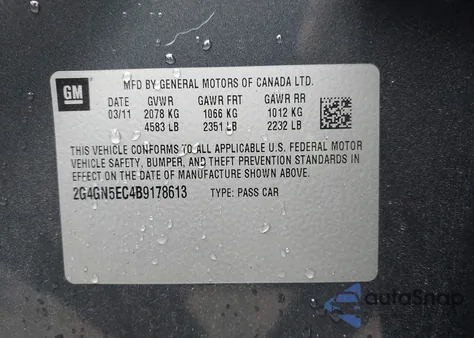 GM
MFD BY GENERAL MOTORS OF CANADA LTD.
DATE GVWR GAWR FRT GAWR RR
03/11 2078 KG 1066 KG 1012 KG
4583 LB 2351 LB 2232 LB
THIS VEHICLE CONFORMS TO ALL APPLICABLE U.S. FEDERAL MOTOR
VEHICLE SAFETY, BUMPER, AND THEFT PREVENTION STANDARDS IN
EFFECT ON THE DATE OF MANUFACTURE SHOWN ABOVE.
2G4GN5EC4B9178613 TYPE: PASS CAR
autoSnap